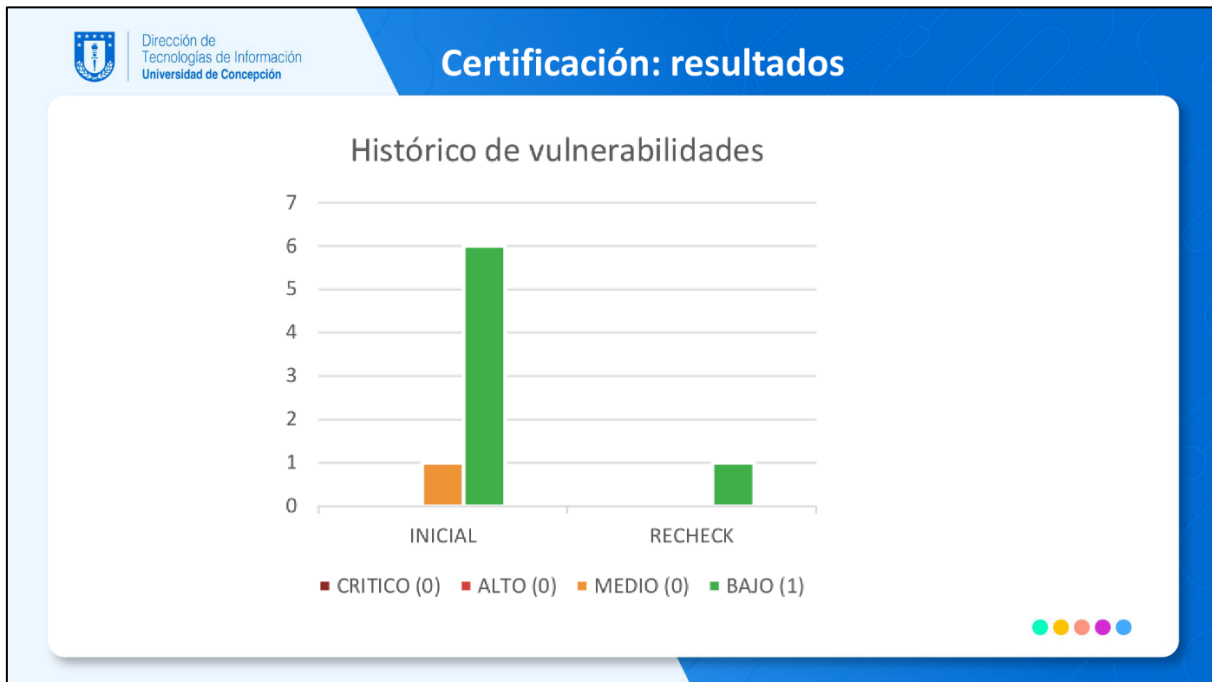 Dirección de
Tecnologías de Información
Universidad de Concepción
Certificación: resultados
Histórico de vulnerabilidades
7
6
5
4
3
2
1
0
INICIAL RECHECK
CRITICO (0) ALTO (0) MEDIO (0) BAJO (1)